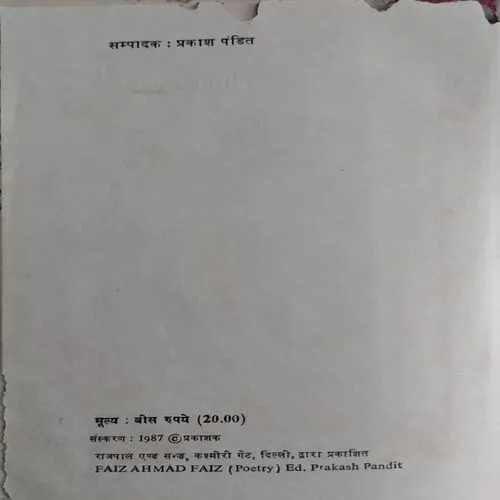 सम्पादक : प्रकाश पंडित
मूल्य : बीस रुपये (20.00)
संस्करण : 1987 © प्रकाशक
राजपाल एण्ड सन्ज़, कश्मीरी गेट, दिल्ली, द्वारा प्रकाशित
FAIZ AHMAD FAIZ (Poetry) Ed. Prakash Pandit